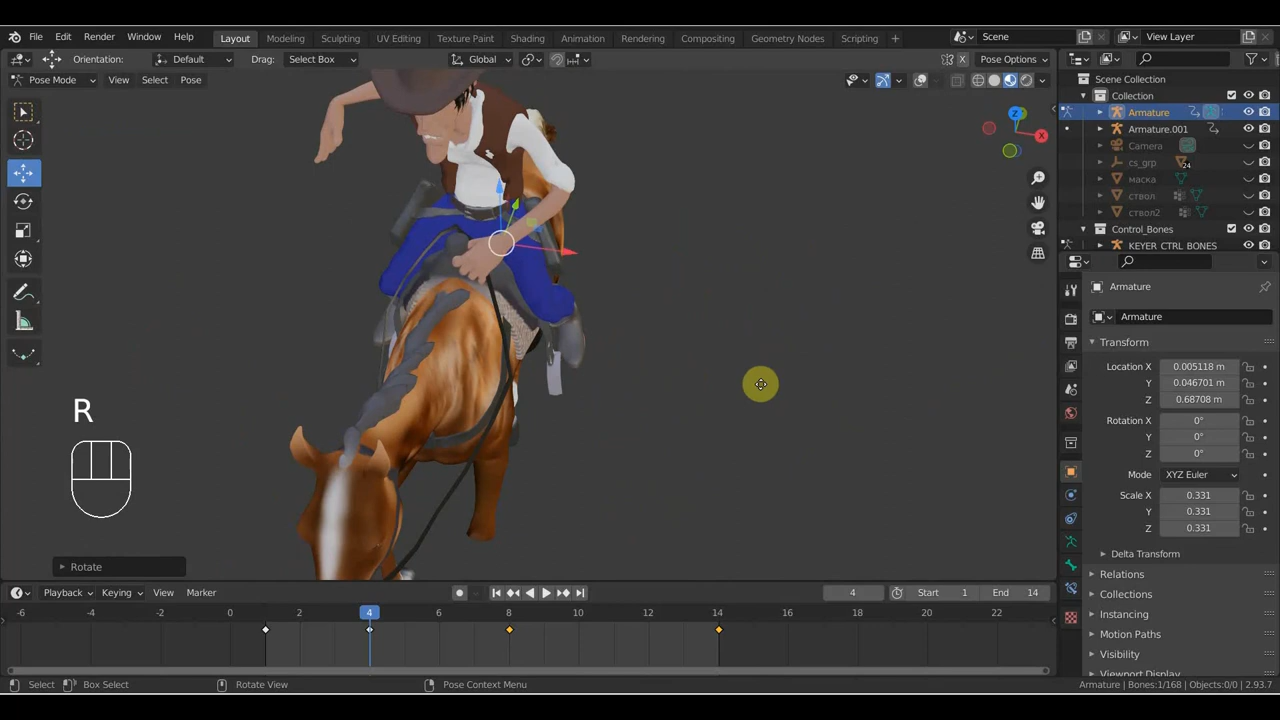 File Edit Render Window Help Layout Modeling Sculpting UV Editing Texture Paint Shading Animation Rendering Compositing Geometry Nodes Scripting + Scene View Layer
Orientation: Default Drag: Select Box Global X Pose Options
Pose Mode View Select Pose
Scene Collection
Collection
Armature
Armature.001
Camera
cs_grp 24
маска
ствол
ствол2
Control_Bones
KEYER_CTRL_BONES
Z
X
Armature
Armature
Transform
Location X 0.005118 m
Y 0.046701 m
Z 0.68708 m
Rotation X 0°
Y 0°
Z 0°
Mode XYZ Euler
Scale X 0.331
Y 0.331
Z 0.331
Delta Transform
Relations
Collections
Instancing
Motion Paths
Visibility
Viewport Display
R
Rotate
Playback Keying View Marker 4 Start 1 End 14
-6 -4 -2 0 2 4 6 8 10 12 14 16 18 20 22
Select Box Select Rotate View Pose Context Menu Armature | Bones:1/168 | Objects:0/0 | 2.93.7